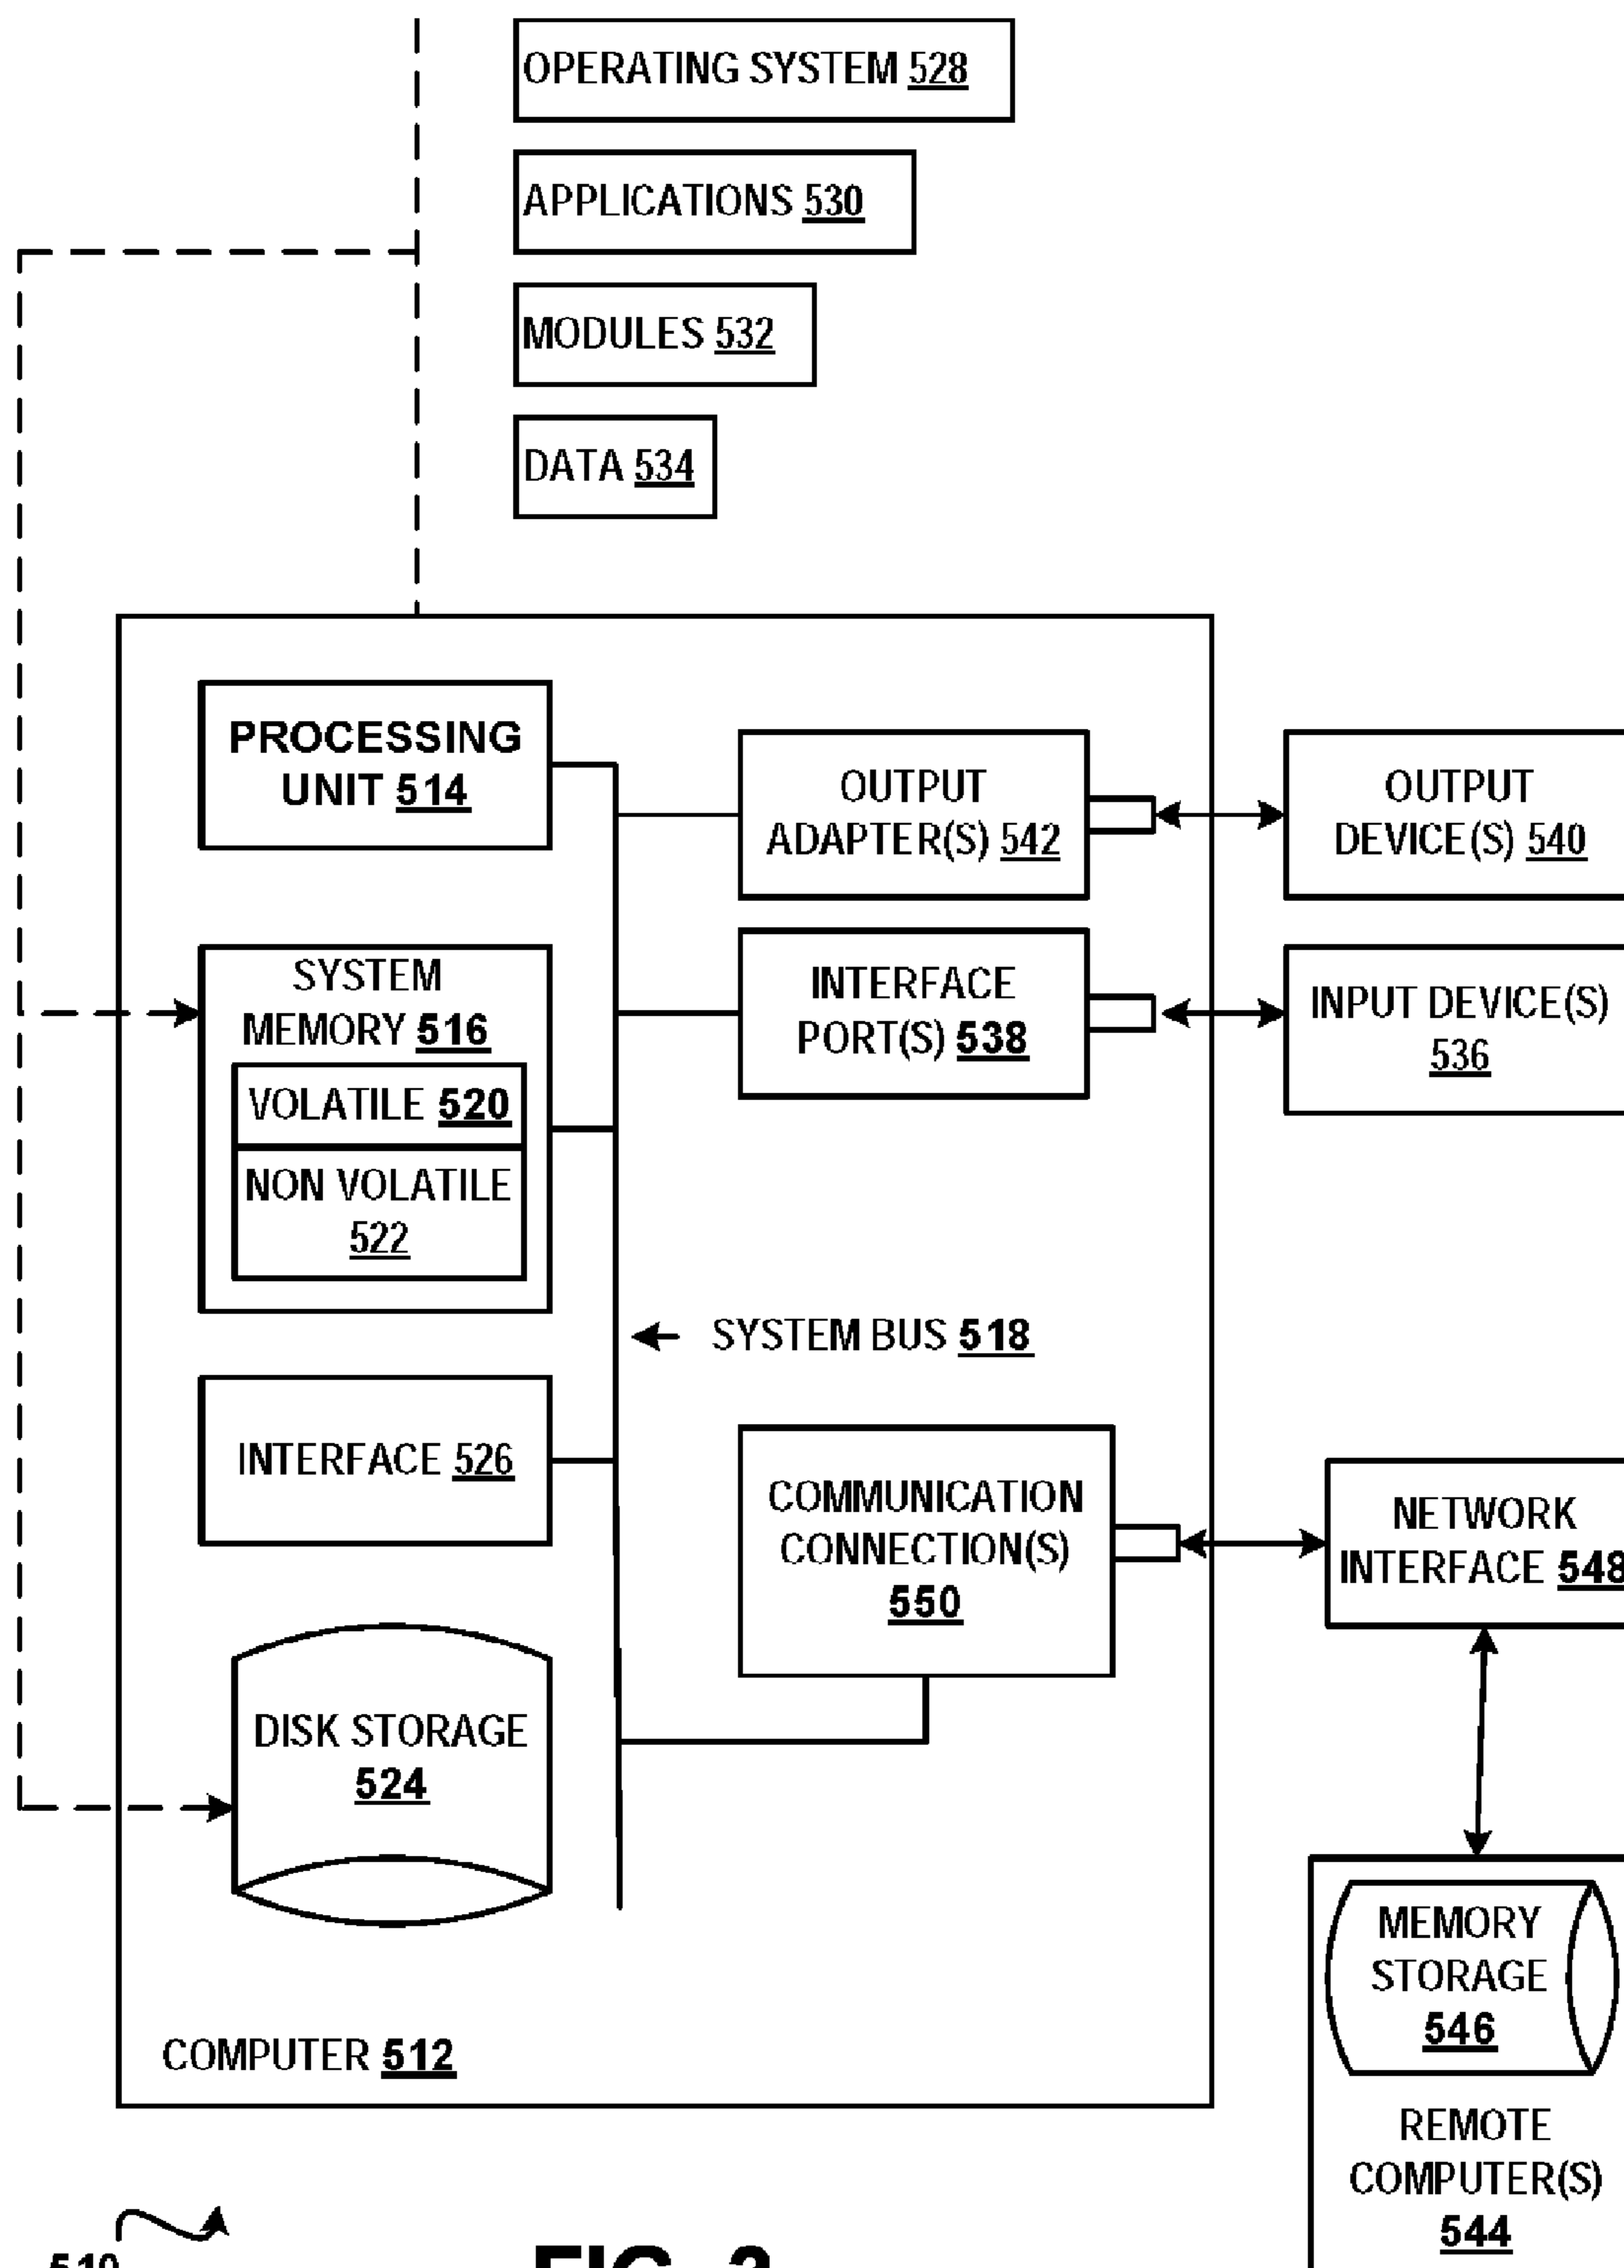 OPERATING SYSTEM 528
APPLICATIONS 530
MODULES 532
DATA 534
PROCESSING
UNIT 514
OUTPUT
ADAPTER(S) 542
OUTPUT
DEVICE(S) 540
SYSTEM
MEMORY 516
VOLATILE 520
NON VOLATILE
522
INTERFACE
PORT(S) 538
INPUT DEVICE(S)
536
SYSTEM BUS 518
INTERFACE 526
COMMUNICATION
CONNECTION(S)
550
NETWORK
INTERFACE 548
DISK STORAGE
524
MEMORY
STORAGE
546
REMOTE
COMPUTER(S)
544
COMPUTER 512
FIG.